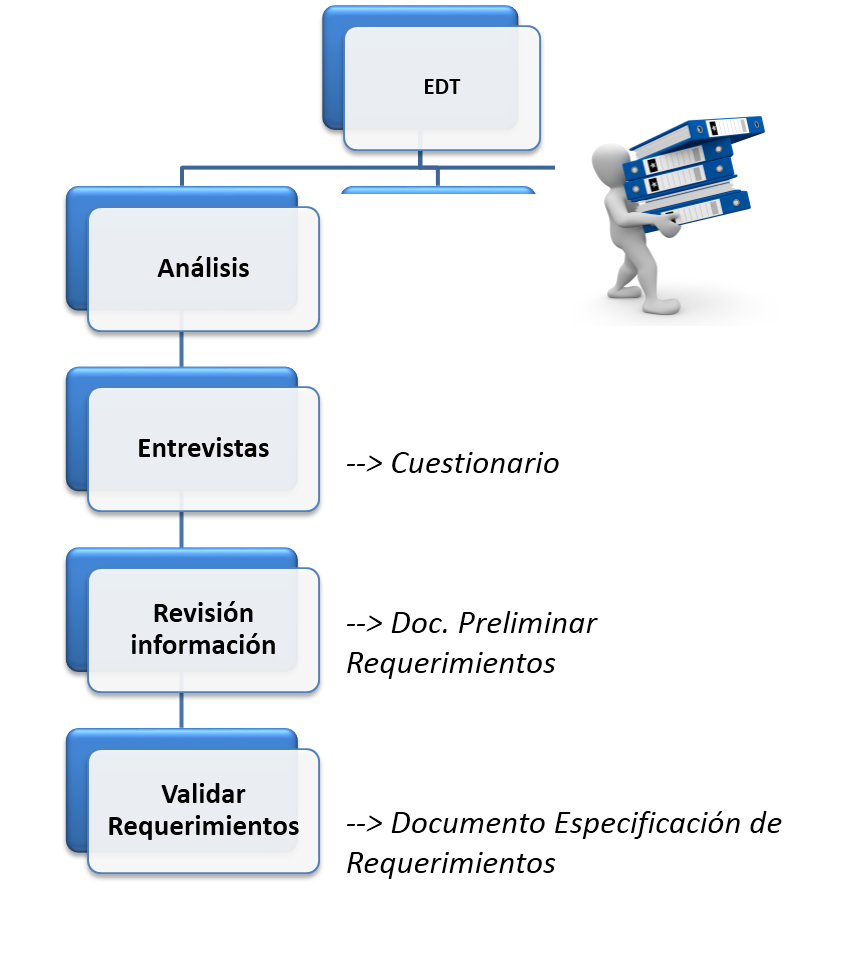 EDT
Análisis
Entrevistas
--> Cuestionario
Revisión
información
--> Doc. Preliminar
Requerimientos
Validar
Requerimientos
--> Documento Especificación de
Requerimientos